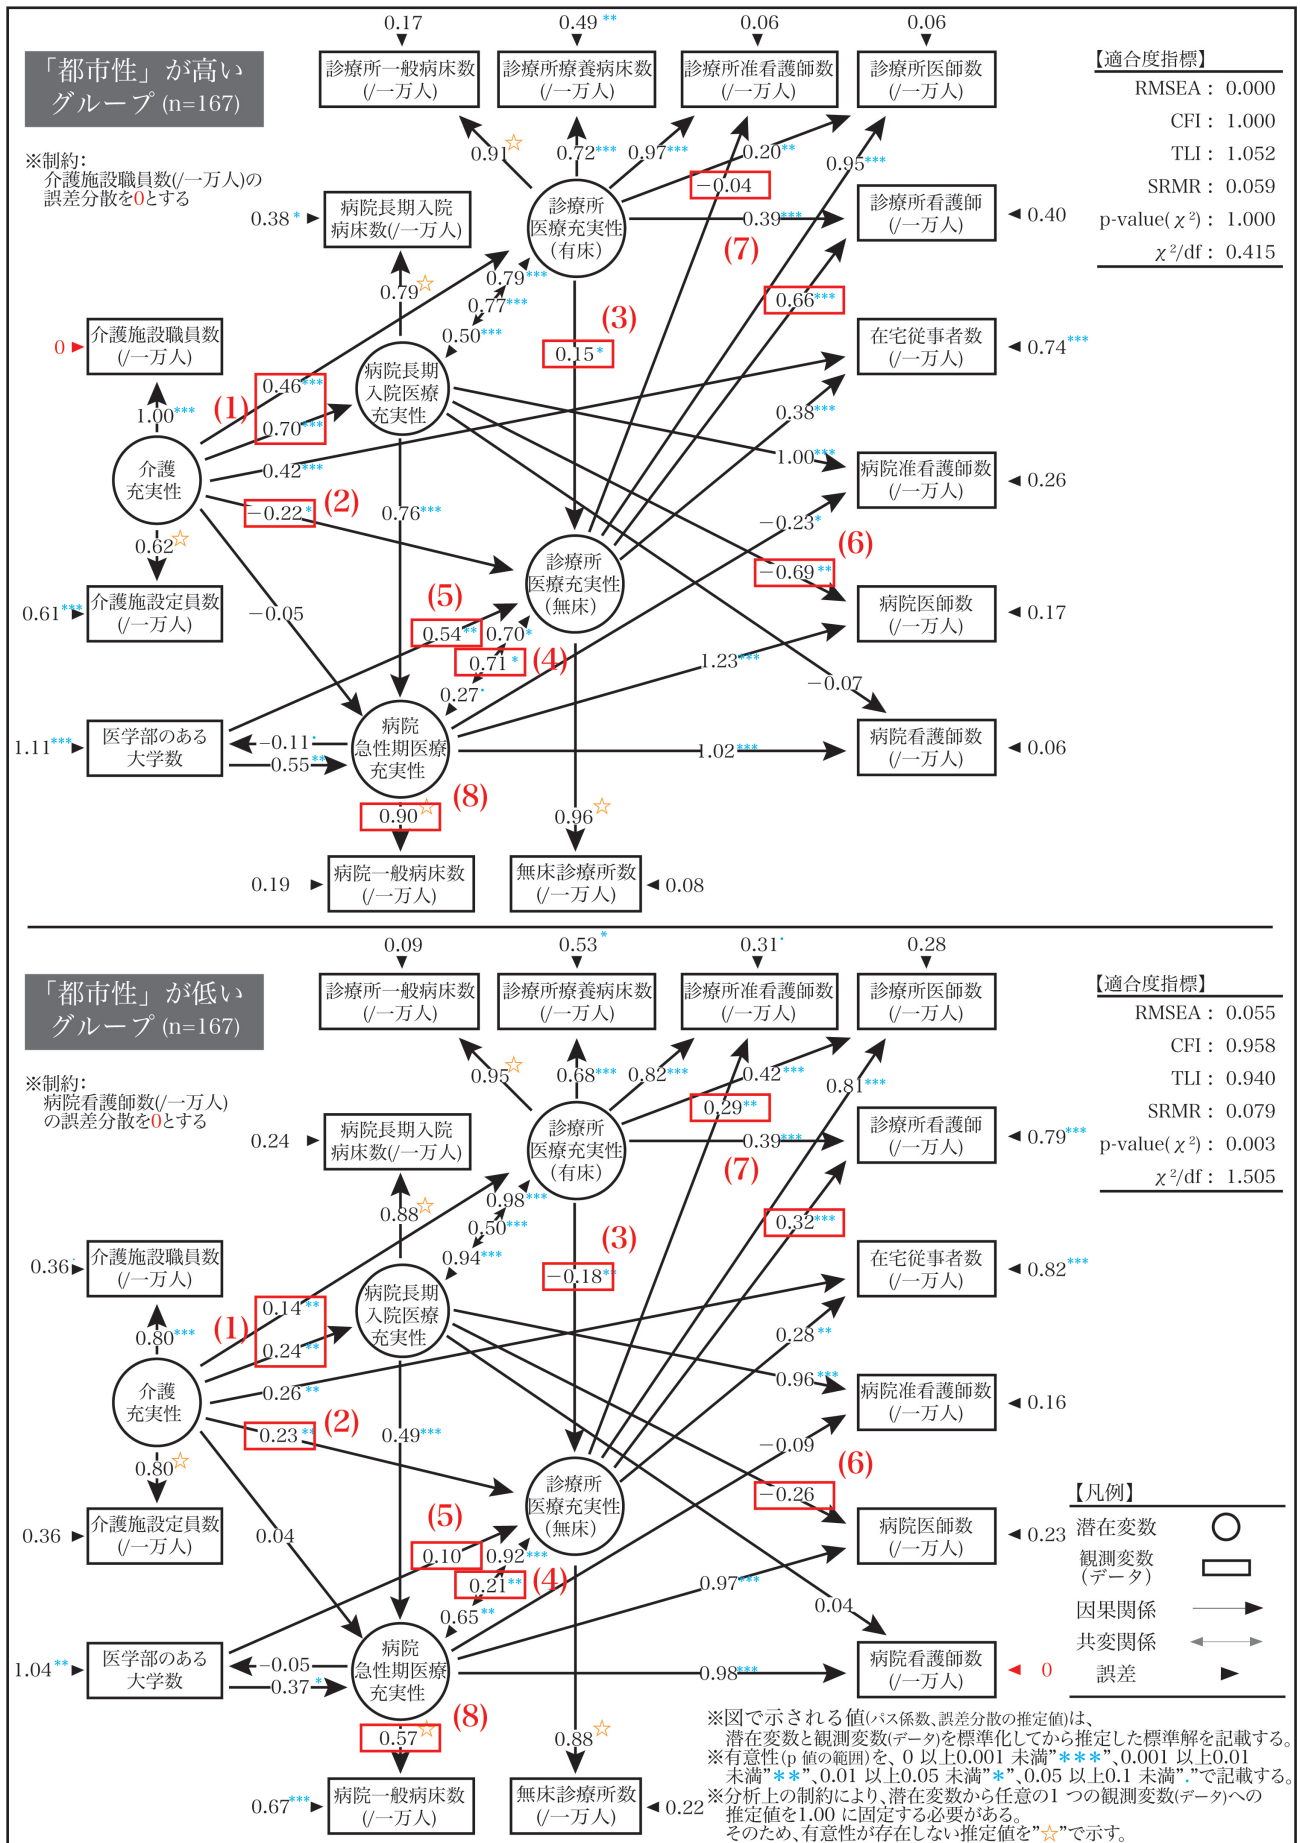 0.17
0.49 **
0.06
0.06
「都市性」が高い
グループ (n=167)
診療所一般病床数
(/一万人)
診療所療養病床数
(/一万人)
診療所准看護師数
(/一万人)
診療所医師数
(/一万人)
【適合度指標】
RMSEA : 0.000
CFI : 1.000
TLI : 1.052
SRMR : 0.059
p-value(χ²) : 1.000
χ²/df : 0.415
※制約:
介護施設職員数(/一万人)の
誤差分散を0とする
0.91☆
0.72***
0.97***
0.20**
0.95***
−0.04
0.39***
(7)
0.38 *
病院長期入院
病床数(/一万人)
診療所
医療充実性
(有床)
診療所看護師
(/一万人)
0.40
0.79☆
0.79***
0.77***
0.50***
(3)
0.15*
0.66***
0
介護施設職員数
(/一万人)
病院長期
入院医療
充実性
在宅従事者数
(/一万人)
0.74***
1.00***
(1)
0.46***
0.70***
0.42***
0.38***
1.00***
介護
充実性
病院准看護師数
(/一万人)
0.26
(2)
−0.22*
0.76***
−0.23*
0.62☆
(6)
−0.69**
診療所
医療充実性
(無床)
0.61***
介護施設定員数
(/一万人)
−0.05
(5)
0.54**
0.70*
0.71*
(4)
0.27·
病院医師数
(/一万人)
0.17
1.23***
−0.07
1.11***
医学部のある
大学数
−0.11·
0.55**
病院
急性期医療
充実性
1.02***
病院看護師数
(/一万人)
0.06
(8)
0.90☆
0.96☆
0.19
病院一般病床数
(/一万人)
無床診療所数
(/一万人)
0.08
0.09
0.53*
0.31·
0.28
「都市性」が低い
グループ (n=167)
診療所一般病床数
(/一万人)
診療所療養病床数
(/一万人)
診療所准看護師数
(/一万人)
診療所医師数
(/一万人)
【適合度指標】
RMSEA : 0.055
CFI : 0.958
TLI : 0.940
SRMR : 0.079
p-value(χ²) : 0.003
χ²/df : 1.505
※制約:
病院看護師数(/一万人)
の誤差分散を0とする
0.95☆
0.68***
0.82***
0.42***
0.81***
0.29**
0.39***
(7)
0.24
病院長期入院
病床数(/一万人)
診療所
医療充実性
(有床)
診療所看護師
(/一万人)
0.79***
0.88☆
0.98***
0.50***
0.94***
(3)
−0.18**
0.32***
0.36·
介護施設職員数
(/一万人)
病院長期
入院医療
充実性
在宅従事者数
(/一万人)
0.82***
0.80***
(1)
0.14**
0.24**
0.26**
0.28**
0.96***
介護
充実性
病院准看護師数
(/一万人)
0.16
(2)
0.23**
0.49***
−0.09
0.80☆
(6)
−0.26
診療所
医療充実性
(無床)
0.36
介護施設定員数
(/一万人)
0.04
(5)
0.10
0.92***
0.21**
(4)
0.65**
病院医師数
(/一万人)
0.23
0.97***
0.04
1.04**
医学部のある
大学数
−0.05
0.37*
病院
急性期医療
充実性
0.98***
病院看護師数
(/一万人)
0
(8)
0.57☆
0.88☆
0.67***
病院一般病床数
(/一万人)
無床診療所数
(/一万人)
0.22
【凡例】
潜在変数
観測変数
(データ)
因果関係
共変関係
誤差
※図で示される値(パス係数、誤差分散の推定値)は、
潜在変数と観測変数(データ)を標準化してから推定した標準解を記載する。
※有意性(p 値の範囲)を、0 以上0.001 未満”***”、0.001 以上0.01
未満”**”、0.01 以上0.05 未満”*”、0.05 以上0.1 未満”.”で記載する。
※分析上の制約により、潜在変数から任意の1 つの観測変数(データ)への
推定値を1.00 に固定する必要がある。
そのため、有意性が存在しない推定値を”☆”で示す。